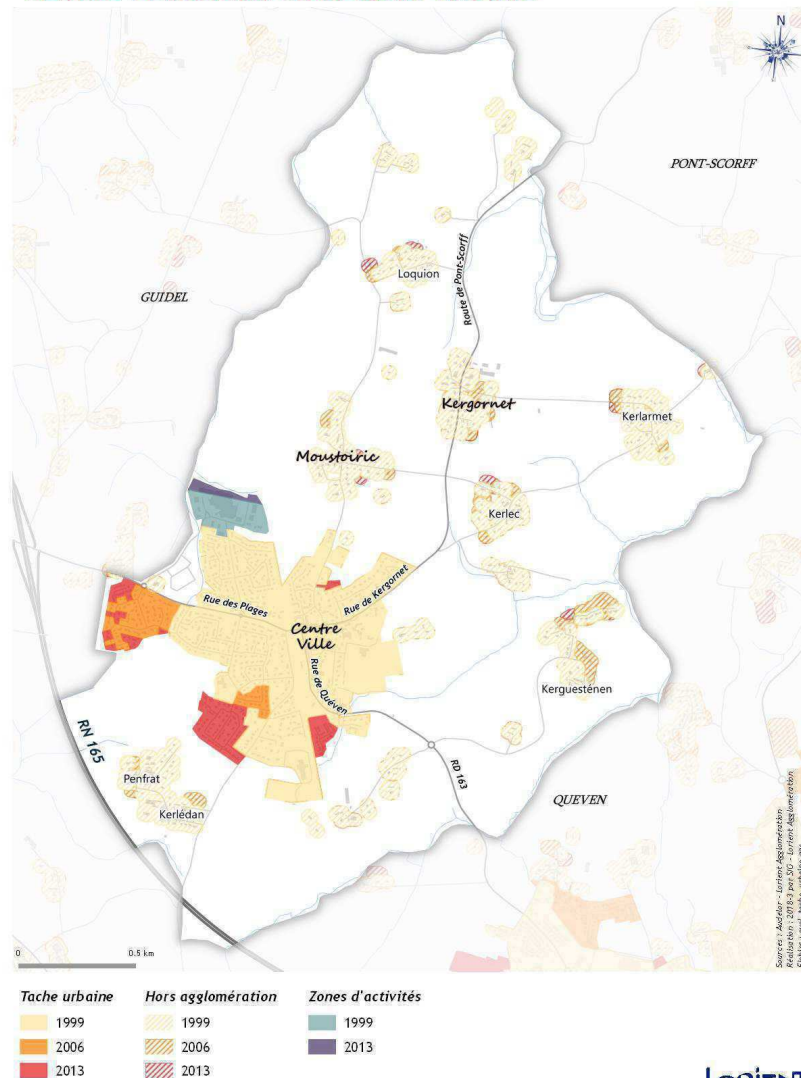 N
PONT-SCORFF
GUIDEL
Route de Pont-Scorff
Loquion
Kergornet
Kerlarmet
Moustoiric
Kerlec
Rue des Plages
Rue de Kergornet
Centre
Ville
Rue de Quéven
Kerguesténen
RN 165
RD 163
Penfrat
Kerlédan
QUEVEN
Sources : Audelor - Lorient Agglomération
Réalisation : 2018-3 par SIG - Lorient Agglomération
0
0.5 km
Tache urbaine
1999
2006
2013
Hors agglomération
1999
2006
2013
Zones d'activités
1999
2013